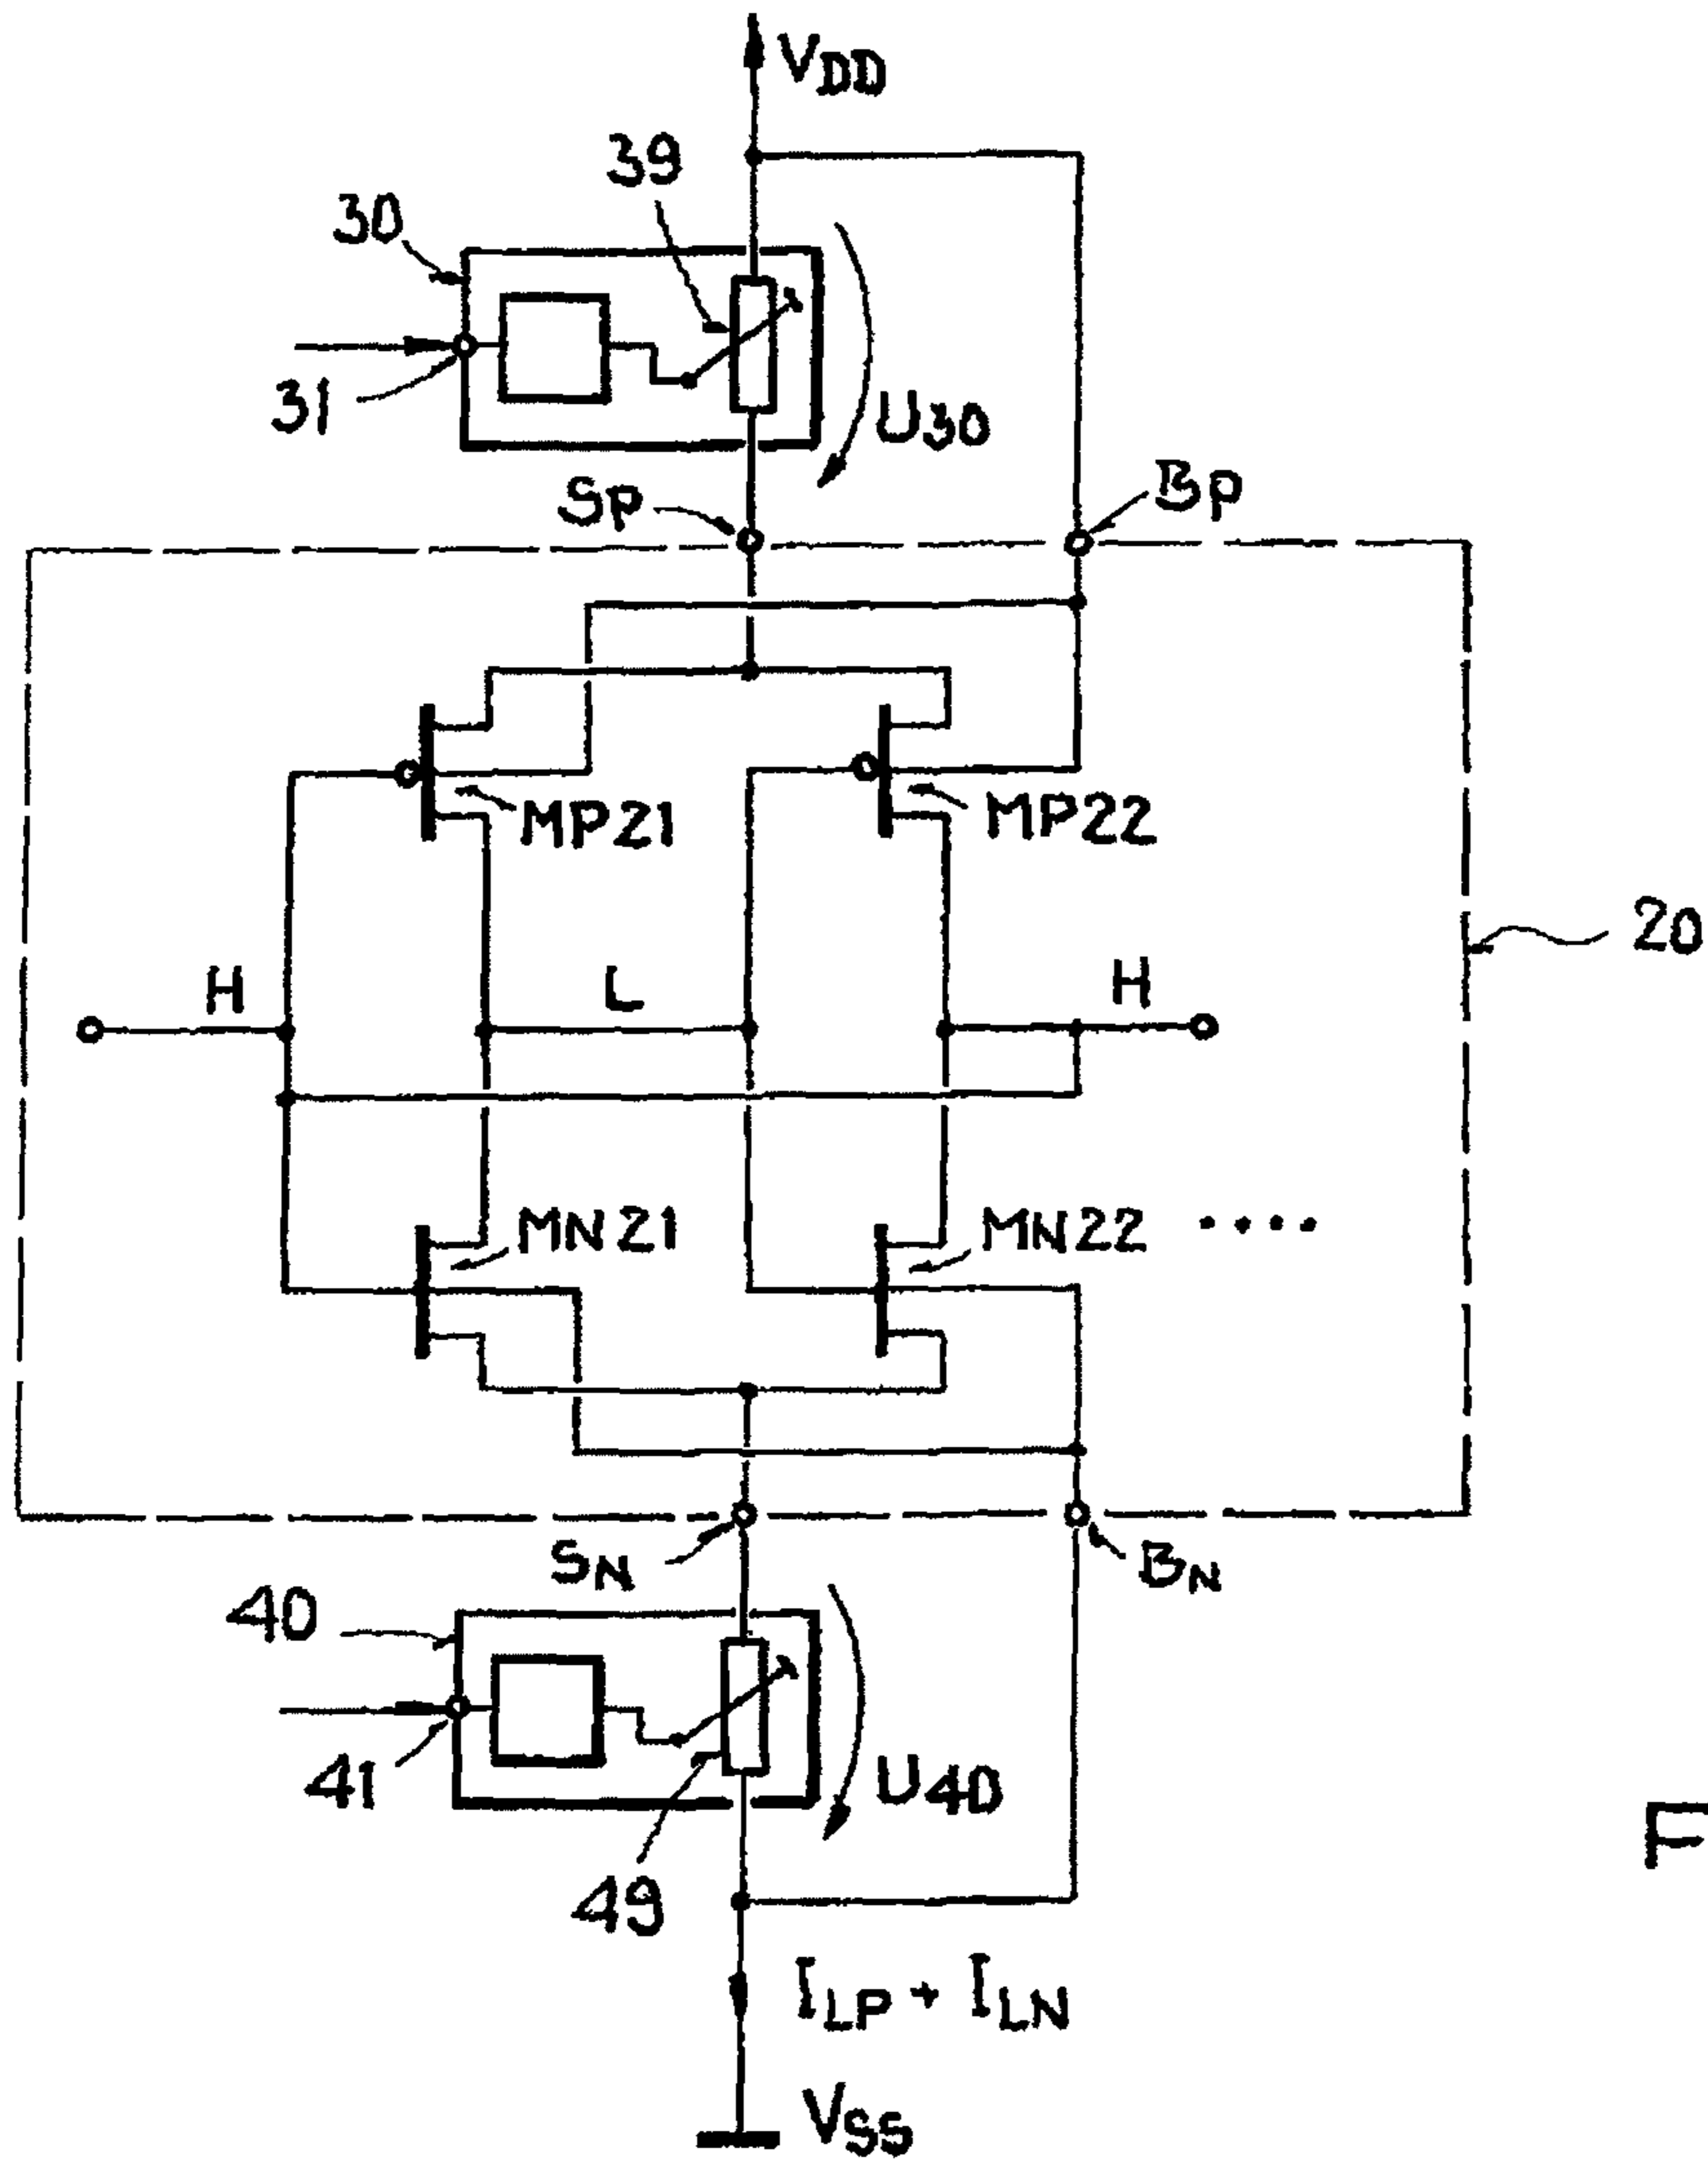 VDD
39
30
31
U30
SP
BP
MP21
MP22
20
H
L
H
MN21
MN22 ....
SN
BN
40
41
U40
49
ILP + ILN
VSS
F